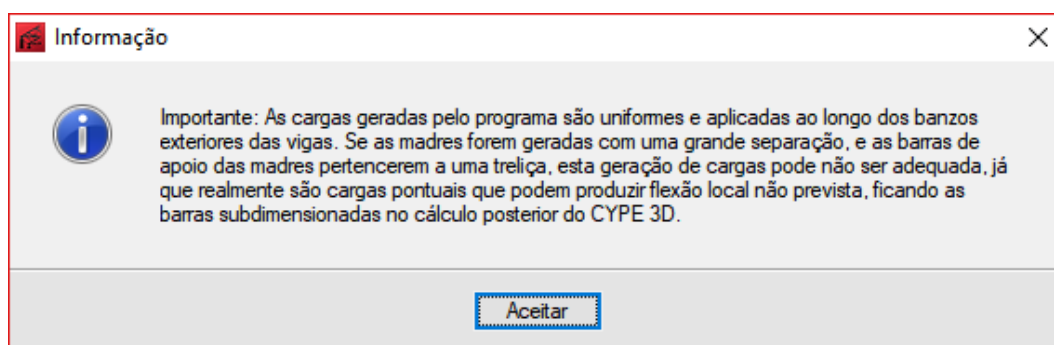 Informação
Importante: As cargas geradas pelo programa são uniformes e aplicadas ao longo dos banzos
exteriores das vigas. Se as madres forem geradas com uma grande separação, e as barras de
apoio das madres pertencerem a uma treliça, esta geração de cargas pode não ser adequada, já
que realmente são cargas pontuais que podem produzir flexão local não prevista, ficando as
barras subdimensionadas no cálculo posterior do CYPE 3D.
Aceitar